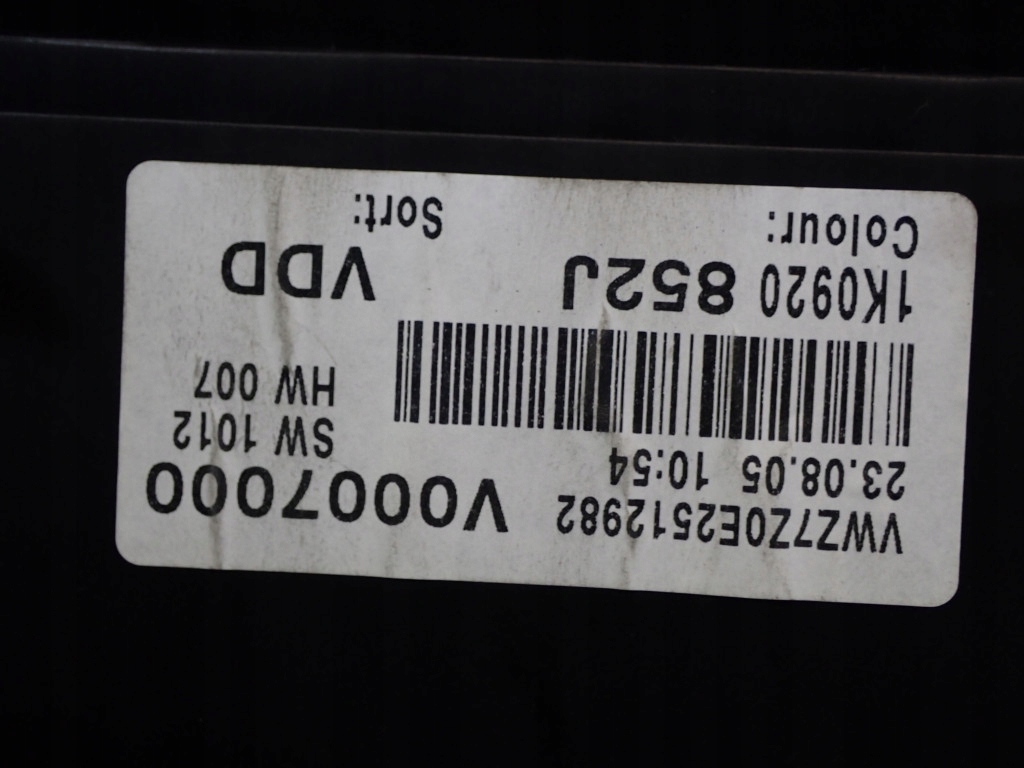 VWZ7Z0E2512982 V0007000
23.08.05 10:54 SW 1012
HW 007
1K0920 852J VDD
Colour: Sort: